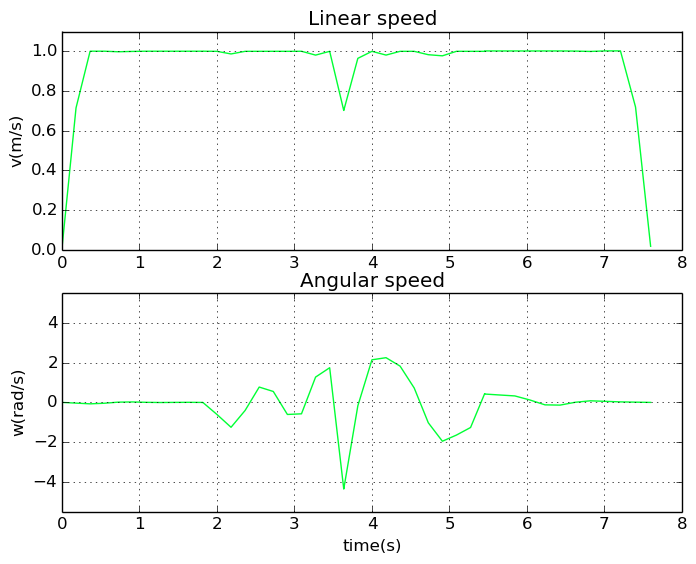 Linear speed
1.0
0.8
0.6
0.4
0.2
0.0
v(m/s)
0 1 2 3 4 5 6 7 8
Angular speed
4
2
0
−2
−4
w(rad/s)
0 1 2 3 4 5 6 7 8
time(s)